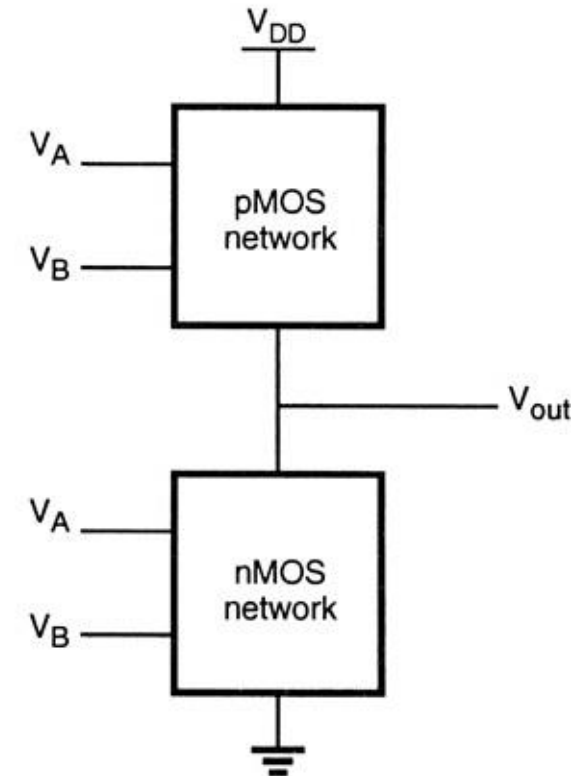 VDD
VA
pMOS
network
VB
Vout
VA
nMOS
network
VB